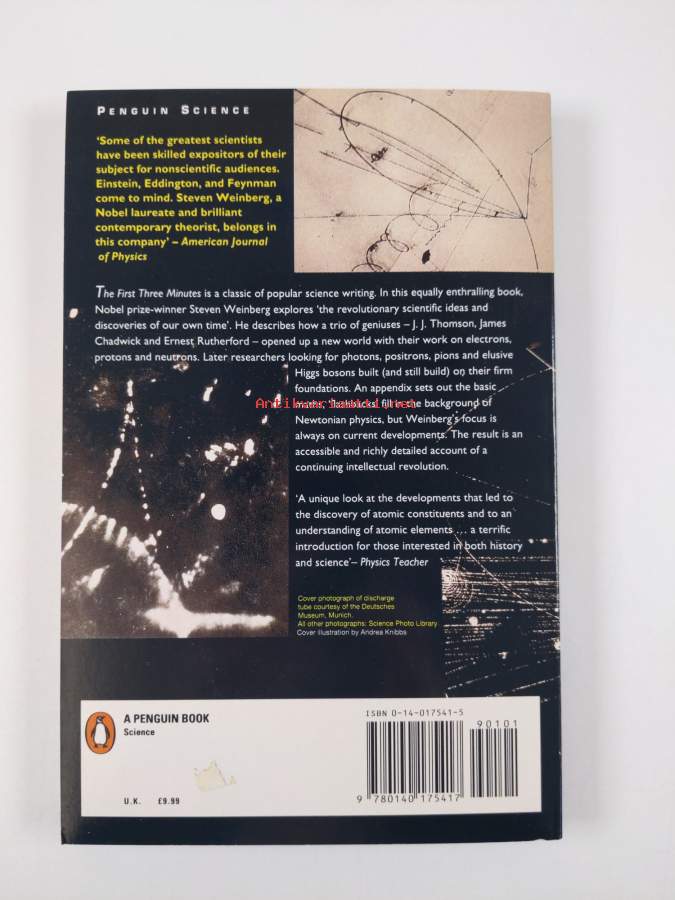 PENGUIN SCIENCE
‘Some of the greatest scientists
have been skilled expositors of their
subject for nonscientific audiences.
Einstein, Eddington, and Feynman
come to mind. Steven Weinberg, a
Nobel laureate and brilliant
contemporary theorist, belongs in
this company’ – American Journal
of Physics
The First Three Minutes is a classic of popular science writing. In this equally enthralling book,
Nobel prize-winner Steven Weinberg explores ‘the revolutionary scientific ideas and
discoveries of our own time’. He describes how a trio of geniuses – J. J. Thomson, James
Chadwick and Ernest Rutherford – opened up a new world with their work on electrons,
protons and neutrons. Later researchers looking for photons, positrons, pions and elusive
Higgs bosons built (and still build) on their firm
foundations. An appendix sets out the basic
maths, flashbacks fill in the background of
Antikvariaatti.net
Newtonian physics, but Weinberg's focus is
always on current developments. The result is an
accessible and richly detailed account of a
continuing intellectual revolution.
‘A unique look at the developments that led to
the discovery of atomic constituents and to an
understanding of atomic elements ... a terrific
introduction for those interested in both history
and science’– Physics Teacher
Cover photograph of discharge
tube courtesy of the Deutsches
Museum, Munich.
All other photographs: Science Photo Library
Cover illustration by Andrea Knibbs
A PENGUIN BOOK
Science
U.K. £9.99
ISBN 0-14-017541-5
90101
9 780140 175417